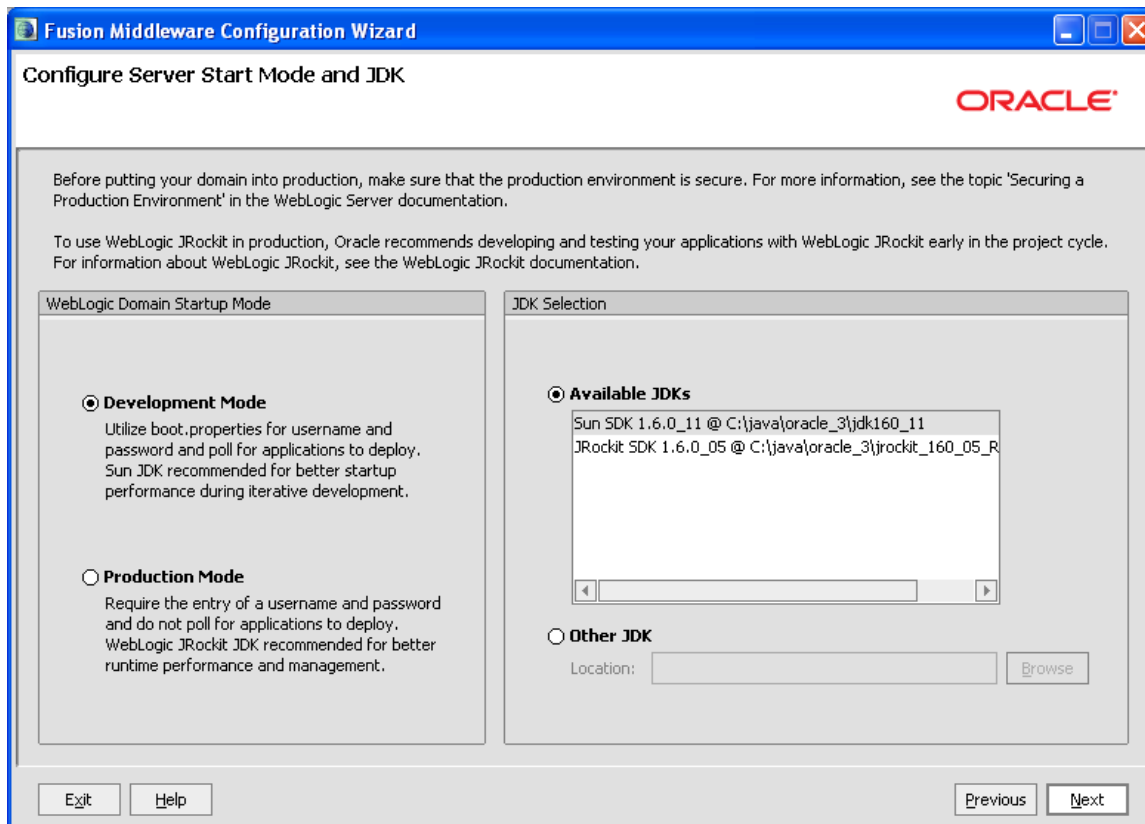 Fusion Middleware Configuration Wizard
Configure Server Start Mode and JDK
ORACLE
Before putting your domain into production, make sure that the production environment is secure. For more information, see the topic 'Securing a
Production Environment' in the WebLogic Server documentation.
To use WebLogic JRockit in production, Oracle recommends developing and testing your applications with WebLogic JRockit early in the project cycle.
For information about WebLogic JRockit, see the WebLogic JRockit documentation.
WebLogic Domain Startup Mode
Development Mode
Utilize boot.properties for username and
password and poll for applications to deploy.
Sun JDK recommended for better startup
performance during iterative development.
Production Mode
Require the entry of a username and password
and do not poll for applications to deploy.
WebLogic JRockit JDK recommended for better
runtime performance and management.
JDK Selection
Available JDKs
Sun SDK 1.6.0_11 @ C:\java\oracle_3\jdk160_11
JRockit SDK 1.6.0_05 @ C:\java\oracle_3\jrockit_160_05_R
Other JDK
Location:
Browse
Exit
Help
Previous
Next